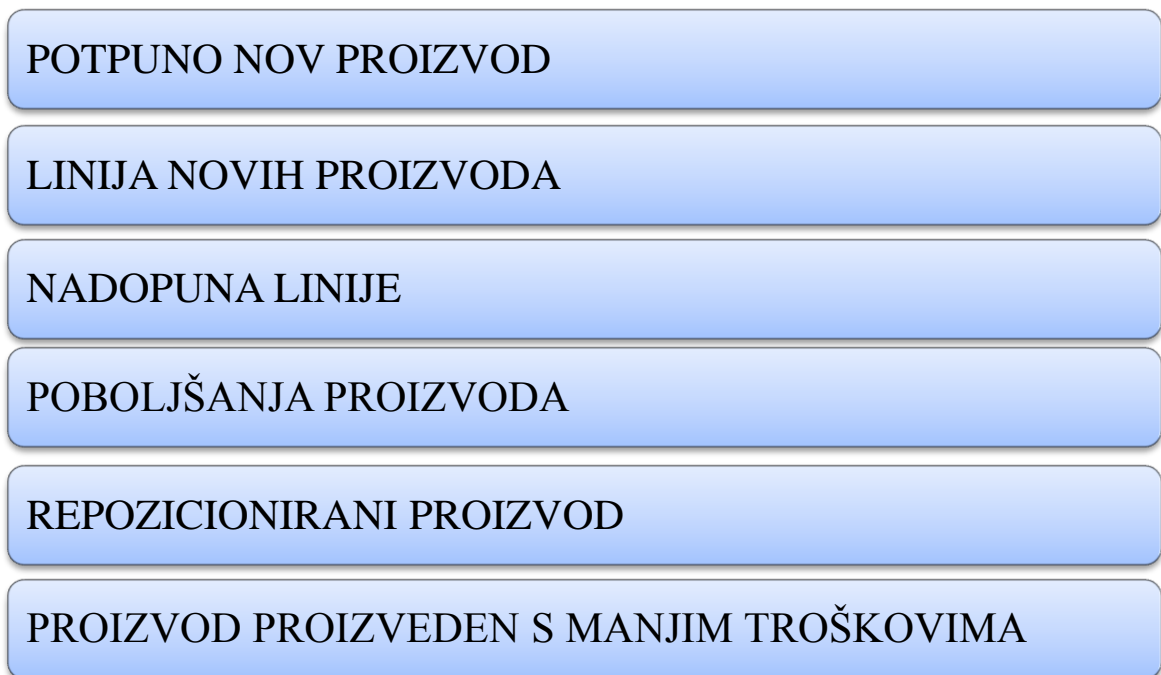 POTPUNO NOV PROIZVOD
LINIJA NOVIH PROIZVODA
NADOPUNA LINIJE
POBOLJŠANJA PROIZVODA
REPOZICIONIRANI PROIZVOD
PROIZVOD PROIZVEDEN S MANJIM TROŠKOVIMA